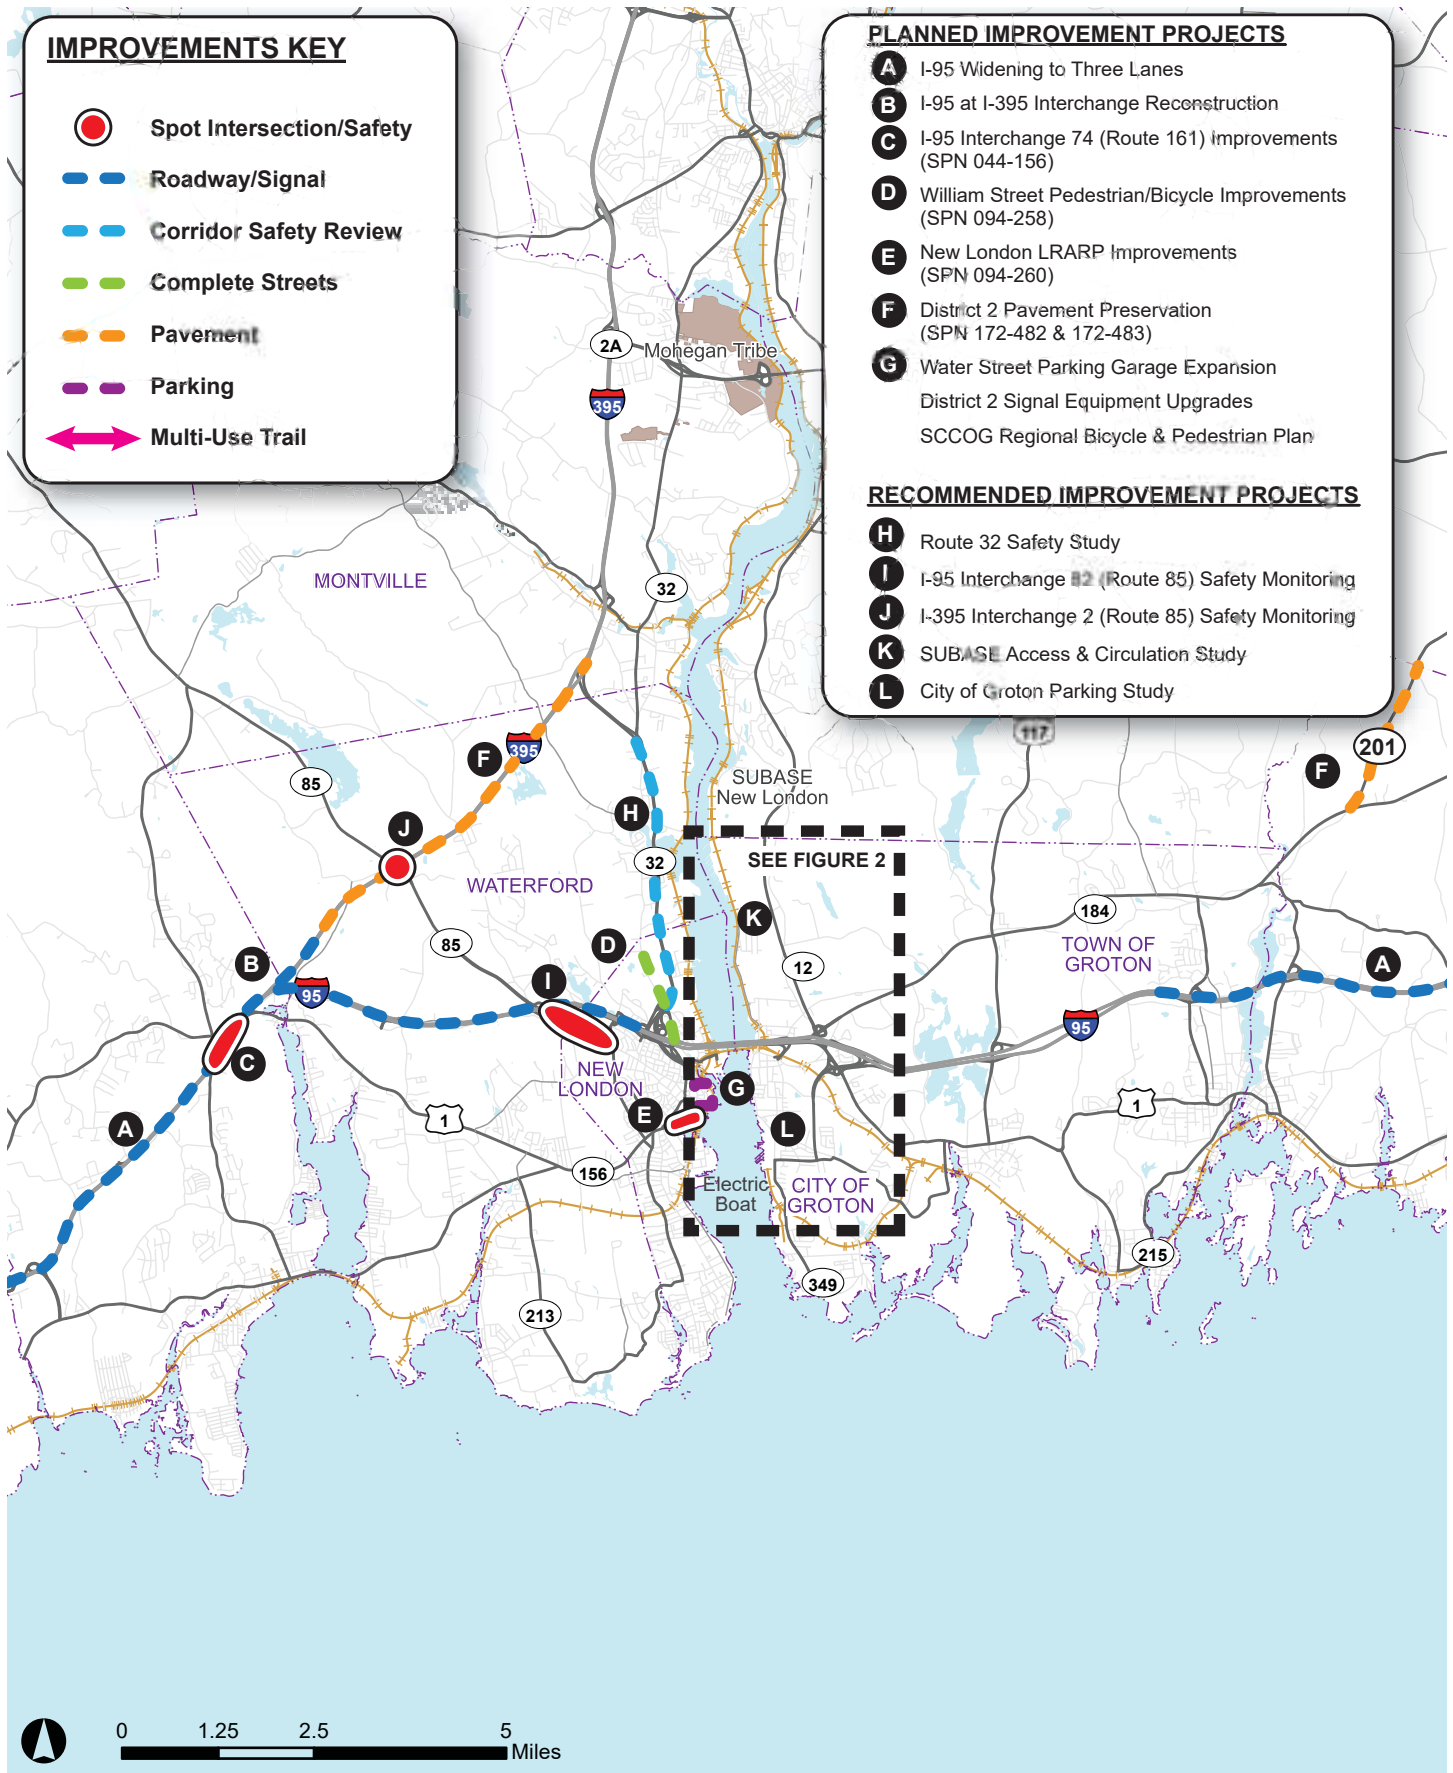 IMPROVEMENTS KEY
Spot Intersection/Safety
Roadway/Signal
Corridor Safety Review
Complete Streets
Pavement
Parking
Multi-Use Trail
PLANNED IMPROVEMENT PROJECTS
A I-95 Widening to Three Lanes
B I-95 at I-395 Interchange Reconstruction
C I-95 Interchange 74 (Route 161) Improvements
(SPN 044-156)
D William Street Pedestrian/Bicycle Improvements
(SPN 094-258)
E New London LRARP Improvements
(SPN 094-260)
F District 2 Pavement Preservation
(SPN 172-482 & 172-483)
G Water Street Parking Garage Expansion
District 2 Signal Equipment Upgrades
SCCOG Regional Bicycle & Pedestrian Plan
RECOMMENDED IMPROVEMENT PROJECTS
H Route 32 Safety Study
I I-95 Interchange 82 (Route 85) Safety Monitoring
J I-395 Interchange 2 (Route 85) Safety Monitoring
K SUBASE Access & Circulation Study
L City of Groton Parking Study
2A
Mohegan Tribe
395
MONTVILLE
32
117
201
F
395
F
85
SUBASE
New London
H
J
32
SEE FIGURE 2
WATERFORD
K
184
85
D
TOWN OF
GROTON
B
12
A
I
95
95
C
NEW
LONDON
G
E
1
1
A
L
156
Electric
Boat
CITY OF
GROTON
215
349
213
0 1.25 2.5 5
Miles